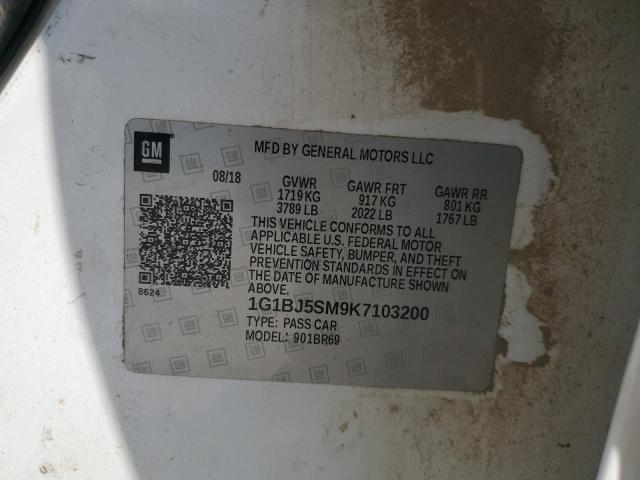 GM
MFD BY GENERAL MOTORS LLC
08/18
GVWR GAWR FRT GAWR RR
1719 KG 917 KG 801 KG
3789 LB 2022 LB 1767 LB
THIS VEHICLE CONFORMS TO ALL
APPLICABLE U.S. FEDERAL MOTOR
VEHICLE SAFETY, BUMPER, AND THEFT
PREVENTION STANDARDS IN EFFECT ON
THE DATE OF MANUFACTURE SHOWN
ABOVE.
8624
1G1BJ5SM9K7103200
TYPE: PASS CAR
MODEL: 901BR69